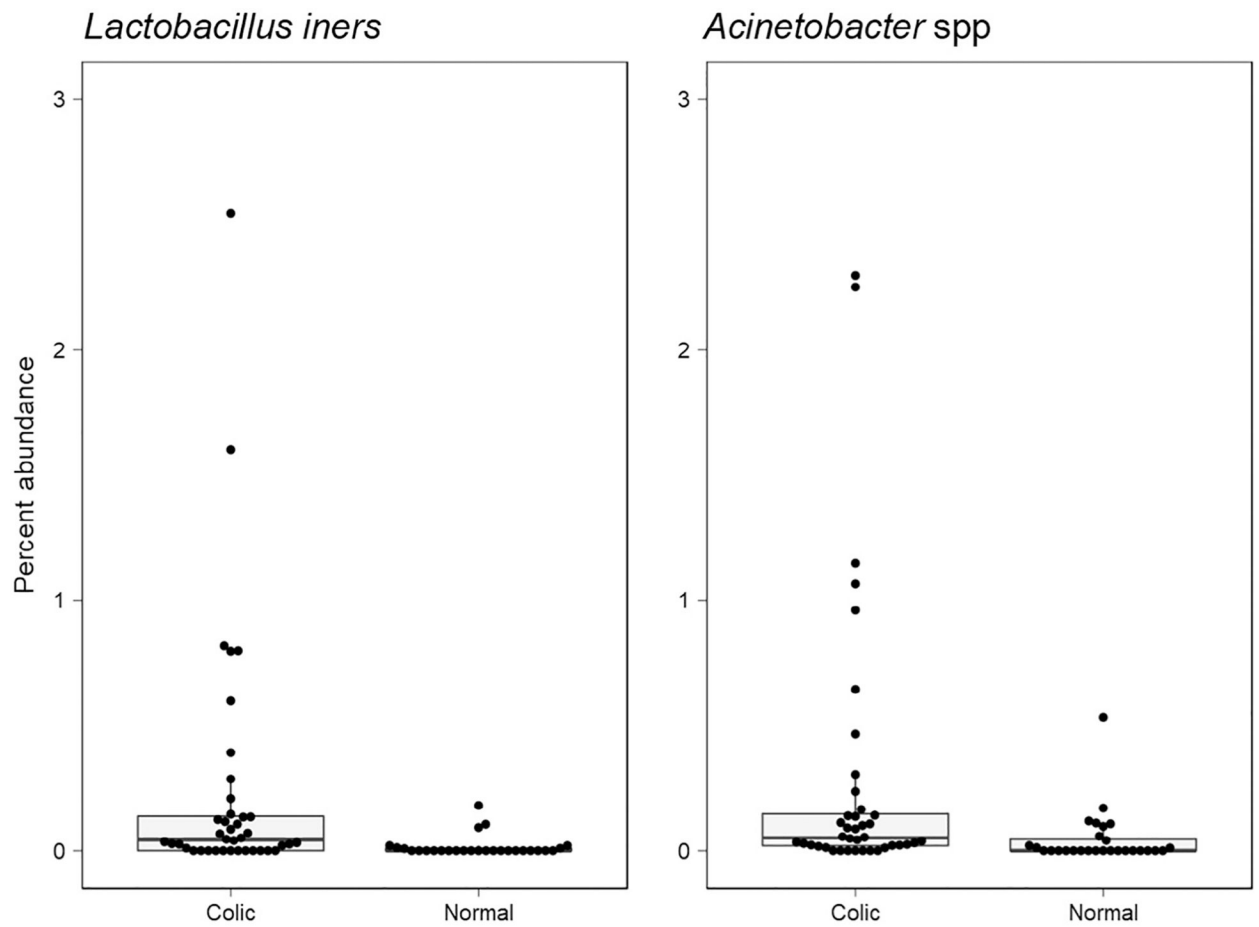 Lactobacillus iners
Acinetobacter spp
Percent abundance
3
2
1
0
Colic
Normal
3
2
1
0
Colic
Normal